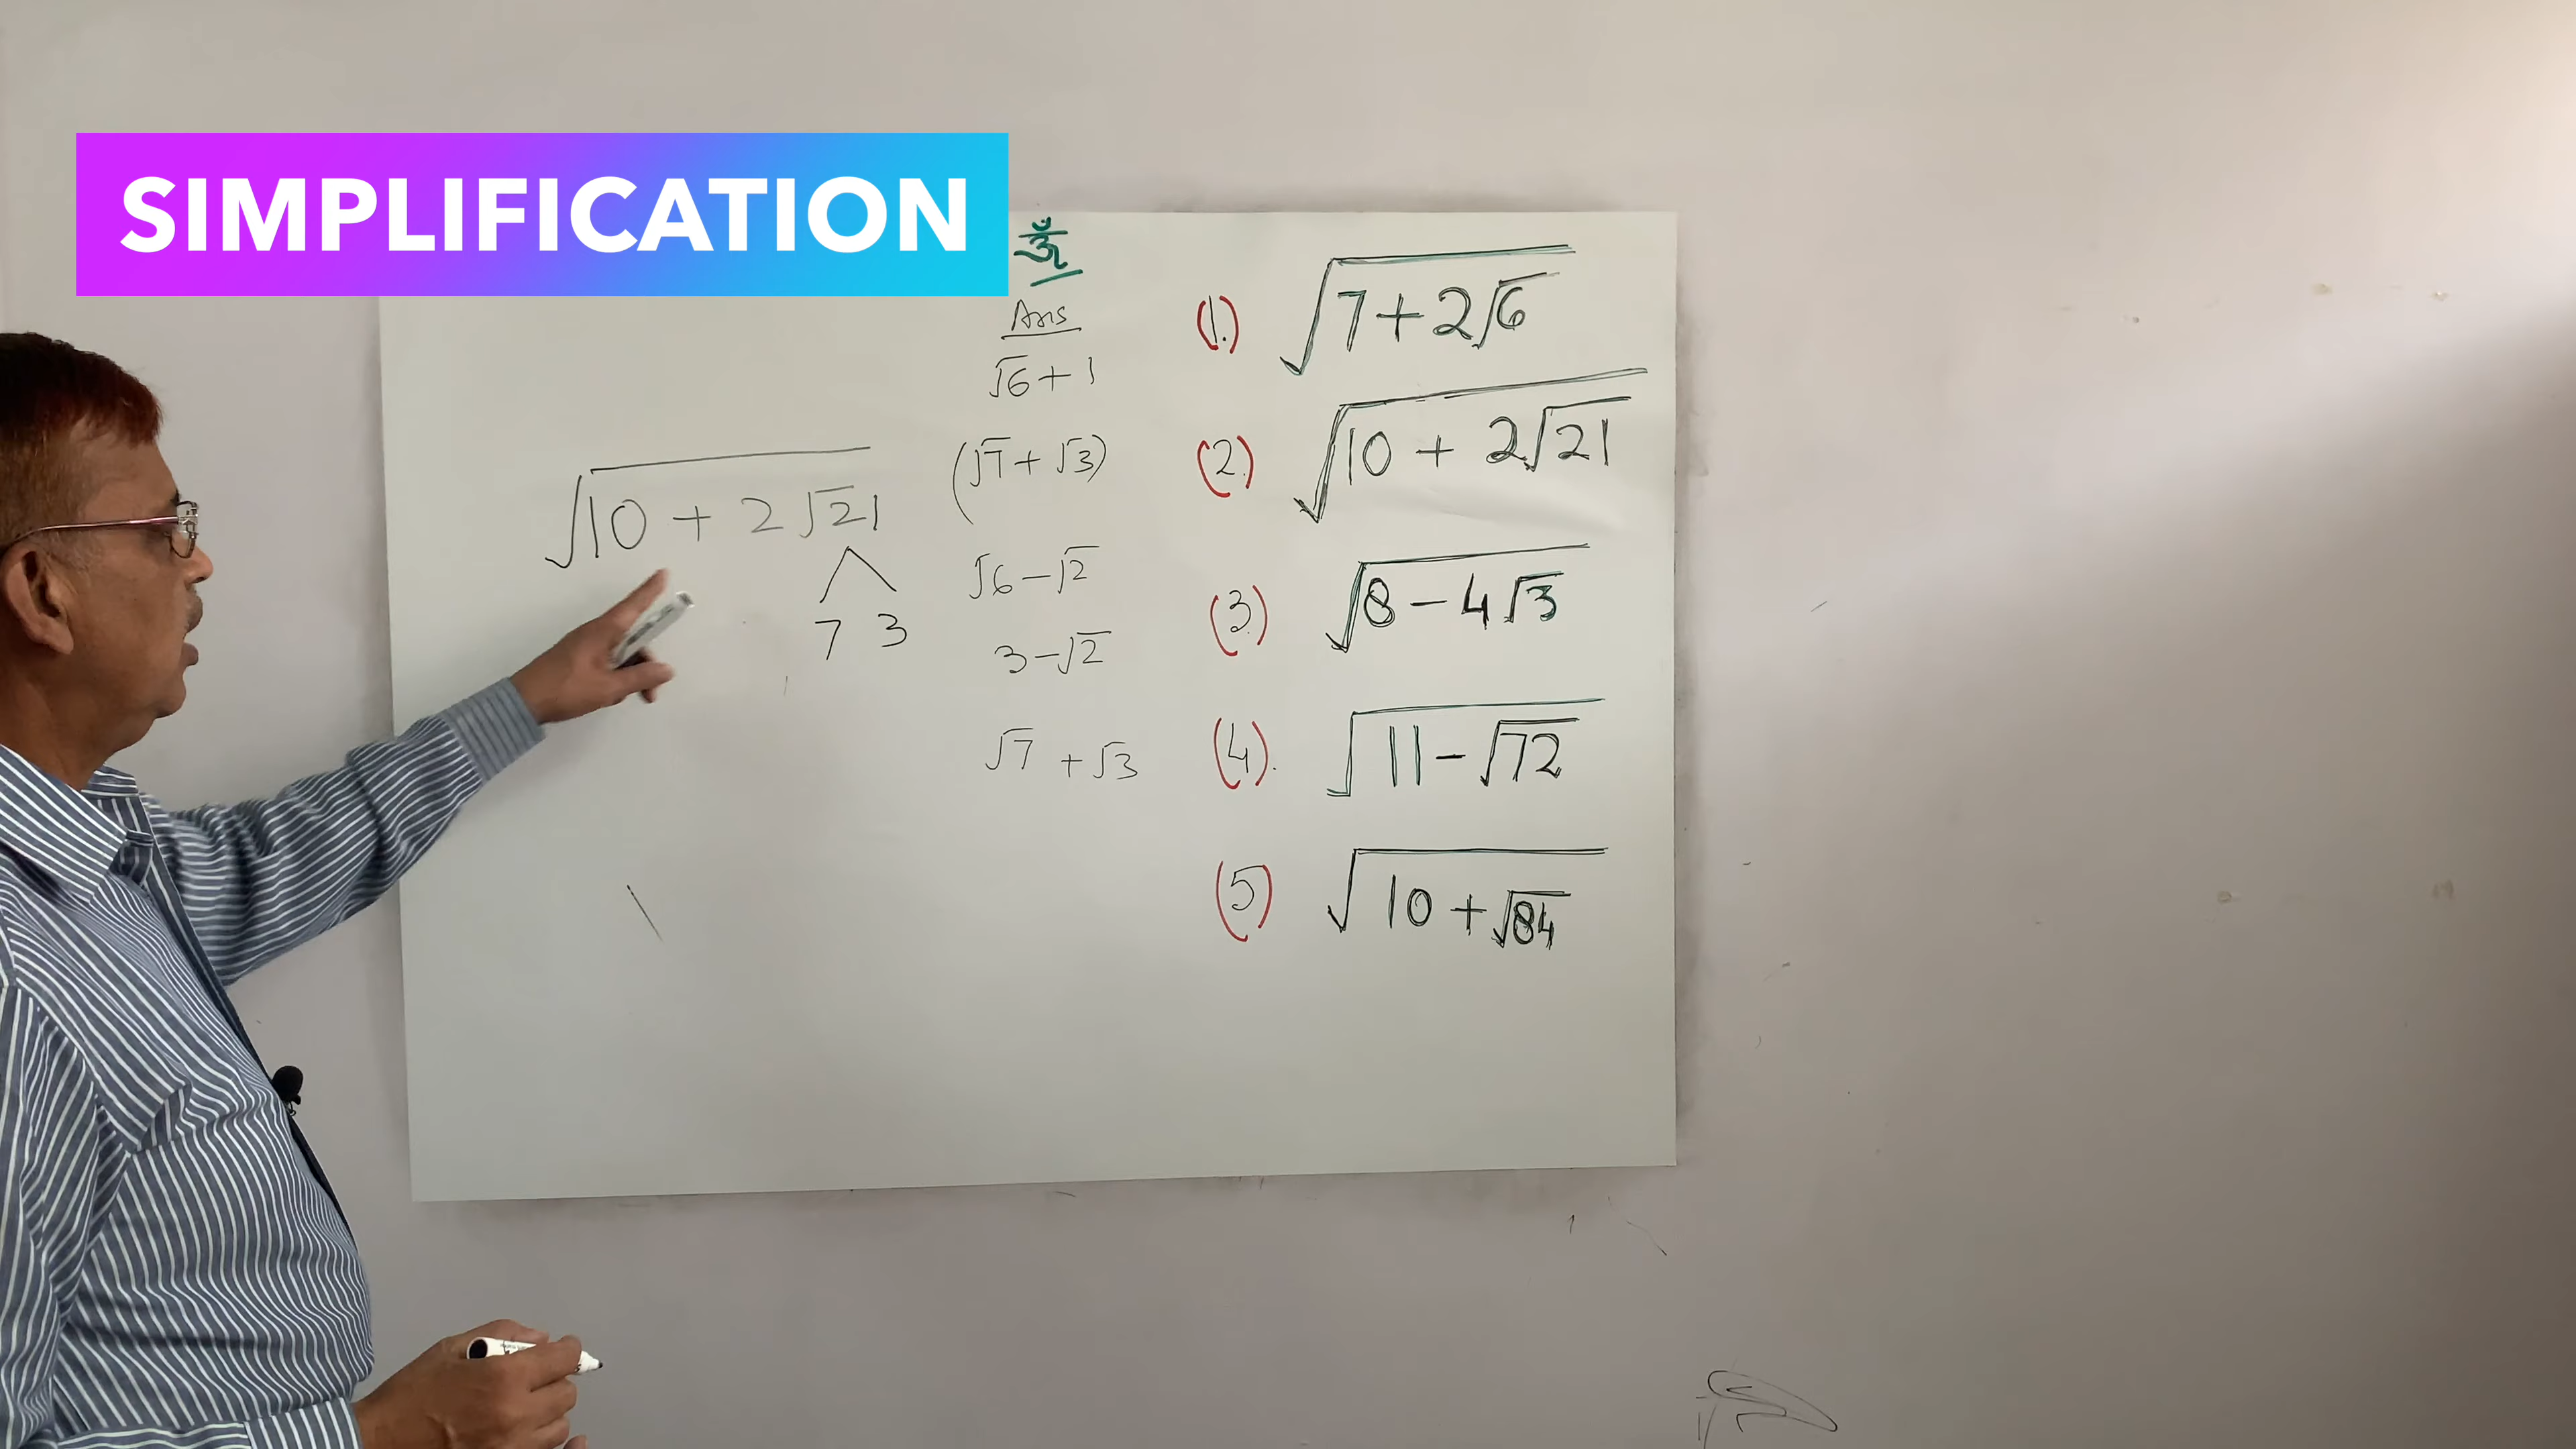 SIMPLIFICATION
ॐ
Ans
√6 + 1
(√7 + √3)
√6 − √2
3 − √2
√7 + √3
√(10 + 2√21)
7 3
(1.) √(7 + 2√6)
(2.) √(10 + 2√21)
(3.) √(8 − 4√3)
(4). √(11 − √72)
(5) √(10 + √84)